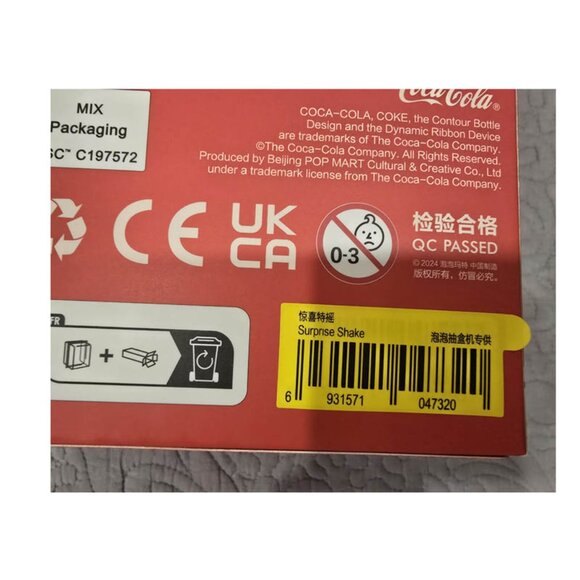 Coca-Cola®
COCA-COLA, COKE, the Contour Bottle
Design and the Dynamic Ribbon Device
are trademarks of The Coca-Cola Company.
©The Coca-Cola Company. All Rights Reserved.
Produced by Beijing POP MART Cultural & Creative Co., Ltd
under a trademark license from The Coca-Cola Company.
MIX
Packaging
SC™ C197572
CE
UK
CA
0-3
检验合格
QC PASSED
©2024 泡泡玛特 中国制造
版权所有，仿冒必究。
FR
+
惊喜特摇
Surprise Shake
泡泡抽盒机专供
6 931571 047320